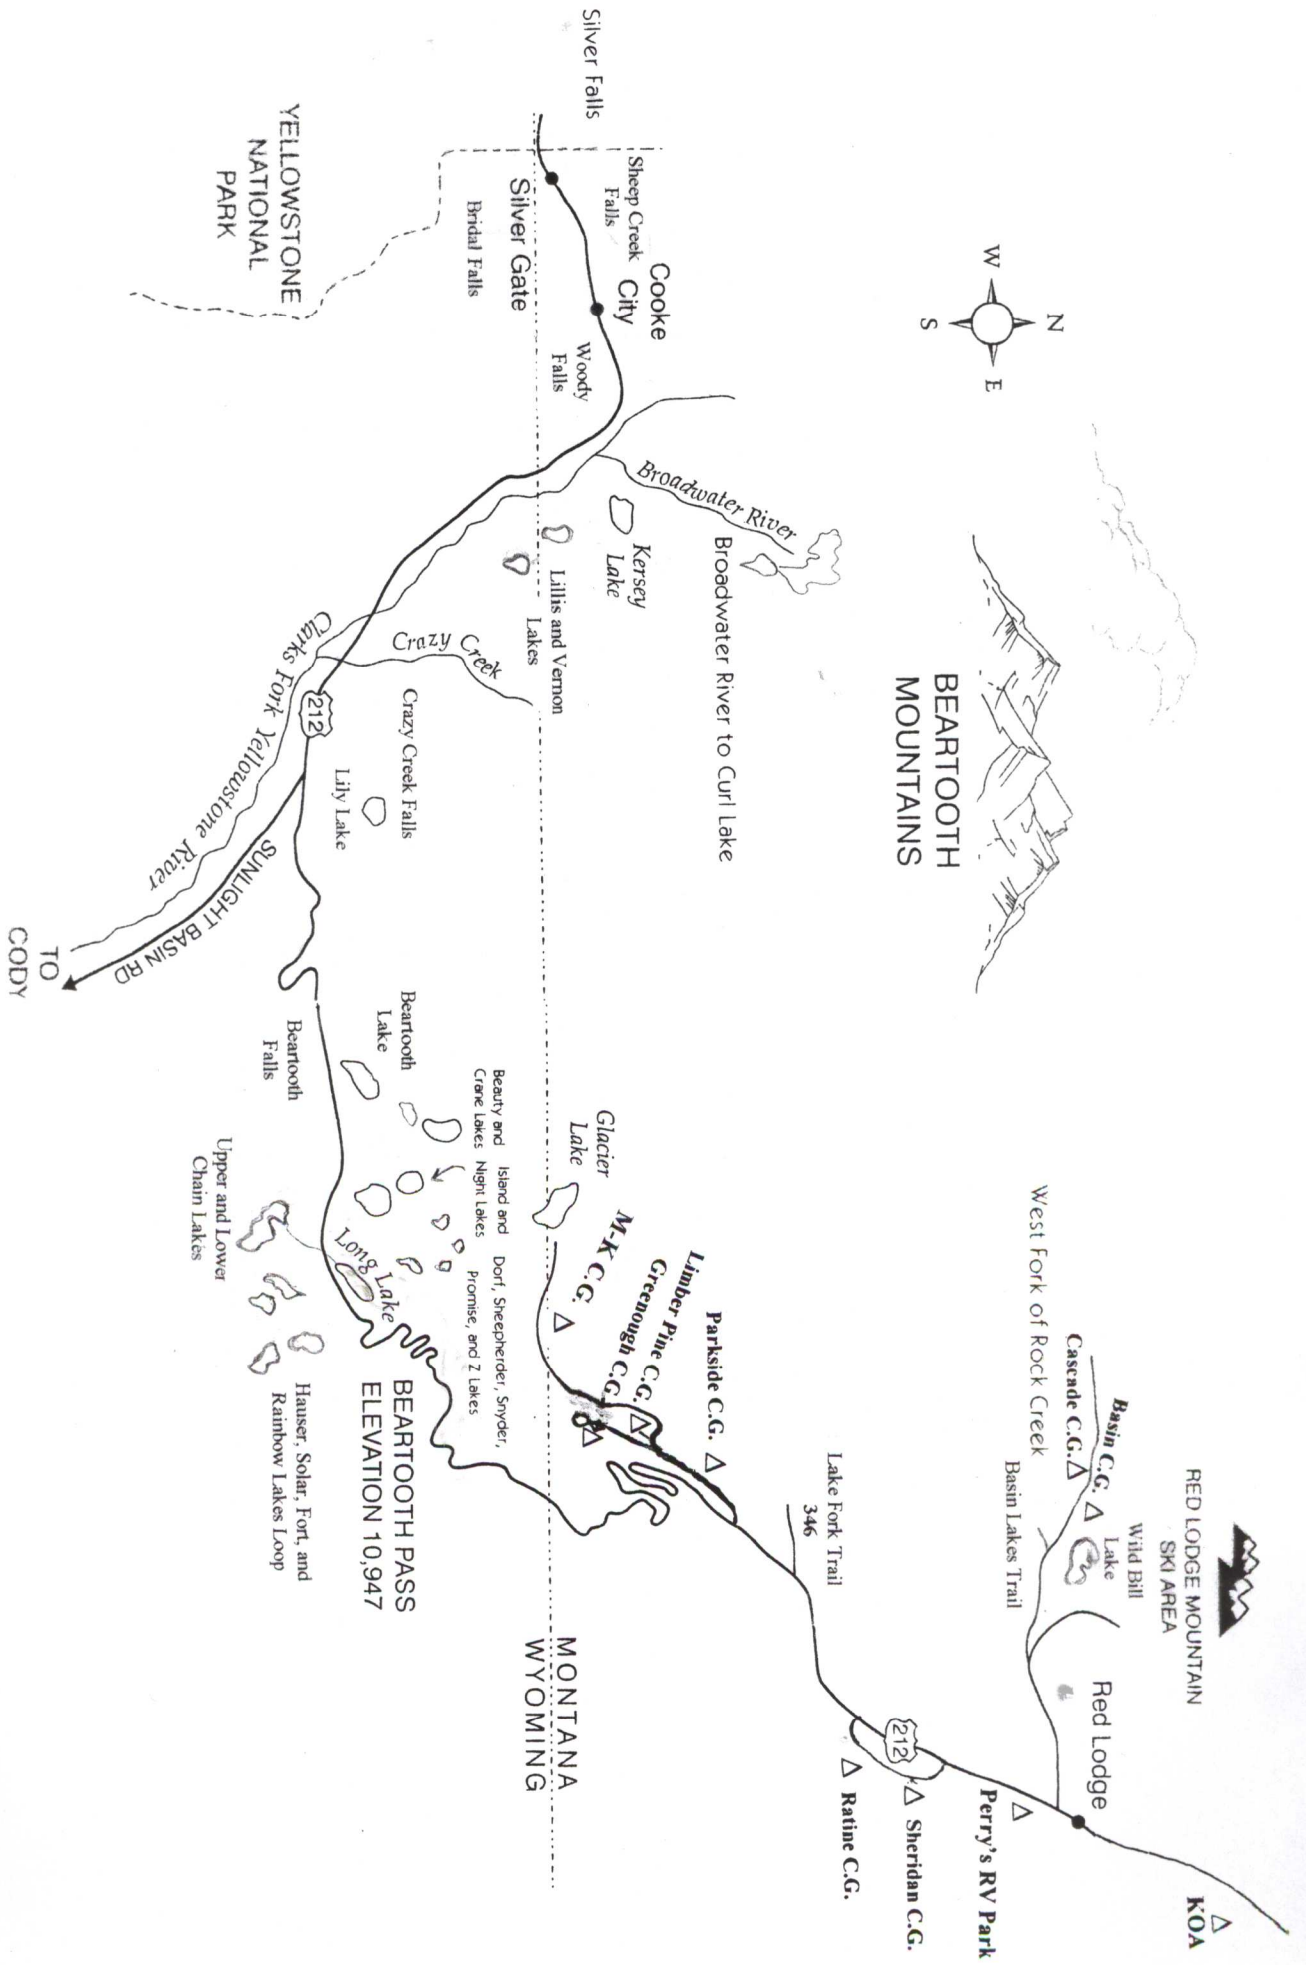 W
N
S
E
BEARTOOTH
MOUNTAINS
RED LODGE MOUNTAIN
SKI AREA
KOA
Wild Bill
Lake
Basin C.G.
Cascade C.G.
West Fork of Rock Creek
Basin Lakes Trail
Red Lodge
Perry's RV Park
212
Sheridan C.G.
Ratine C.G.
Lake Fork Trail
346
Parkside C.G.
Limber Pine C.G.
Greenough C.G.
M-K C.G.
Glacier
Lake
Broadwater River to Curl Lake
Broadwater River
Kersey
Lake
Cooke
City
Sheep Creek
Falls
Silver Falls
Woody
Falls
Silver Gate
Bridal Falls
YELLOWSTONE
NATIONAL
PARK
Lillis and Vernon
Lakes
MONTANA
WYOMING
Crazy Creek
Crazy Creek Falls
Lily Lake
212
Clarks Fork Yellowstone River
SUNLIGHT BASIN RD
TO
CODY
Beartooth
Lake
Beartooth
Falls
Beauty and
Crane Lakes
Island and
Night Lakes
Dorf, Sheepherder, Snyder,
Promise, and Z Lakes
Long Lake
Upper and Lower
Chain Lakes
Hauser, Solar, Fort, and
Rainbow Lakes Loop
BEARTOOTH PASS
ELEVATION 10,947